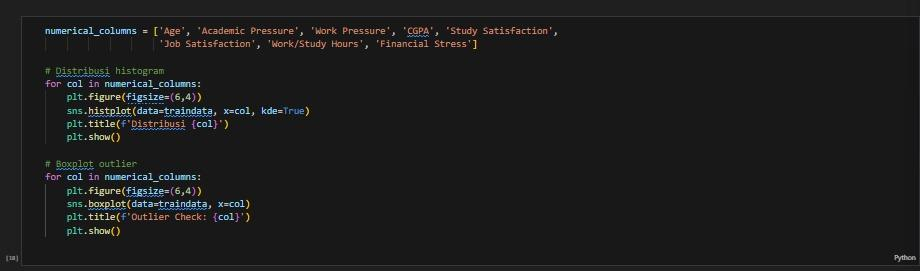 numerical_columns = ['Age', 'Academic Pressure', 'Work Pressure', 'CGPA', 'Study Satisfaction',
'Job Satisfaction', 'Work/Study Hours', 'Financial Stress']
# Distribusi histogram
for col in numerical_columns:
plt.figure(figsize=(6,4))
sns.histplot(data=traindata, x=col, kde=True)
plt.title(f'Distribusi {col}')
plt.show()
# Boxplot outlier
for col in numerical_columns:
plt.figure(figsize=(6,4))
sns.boxplot(data=traindata, x=col)
plt.title(f'Outlier Check: {col}')
plt.show()
[18]
Python